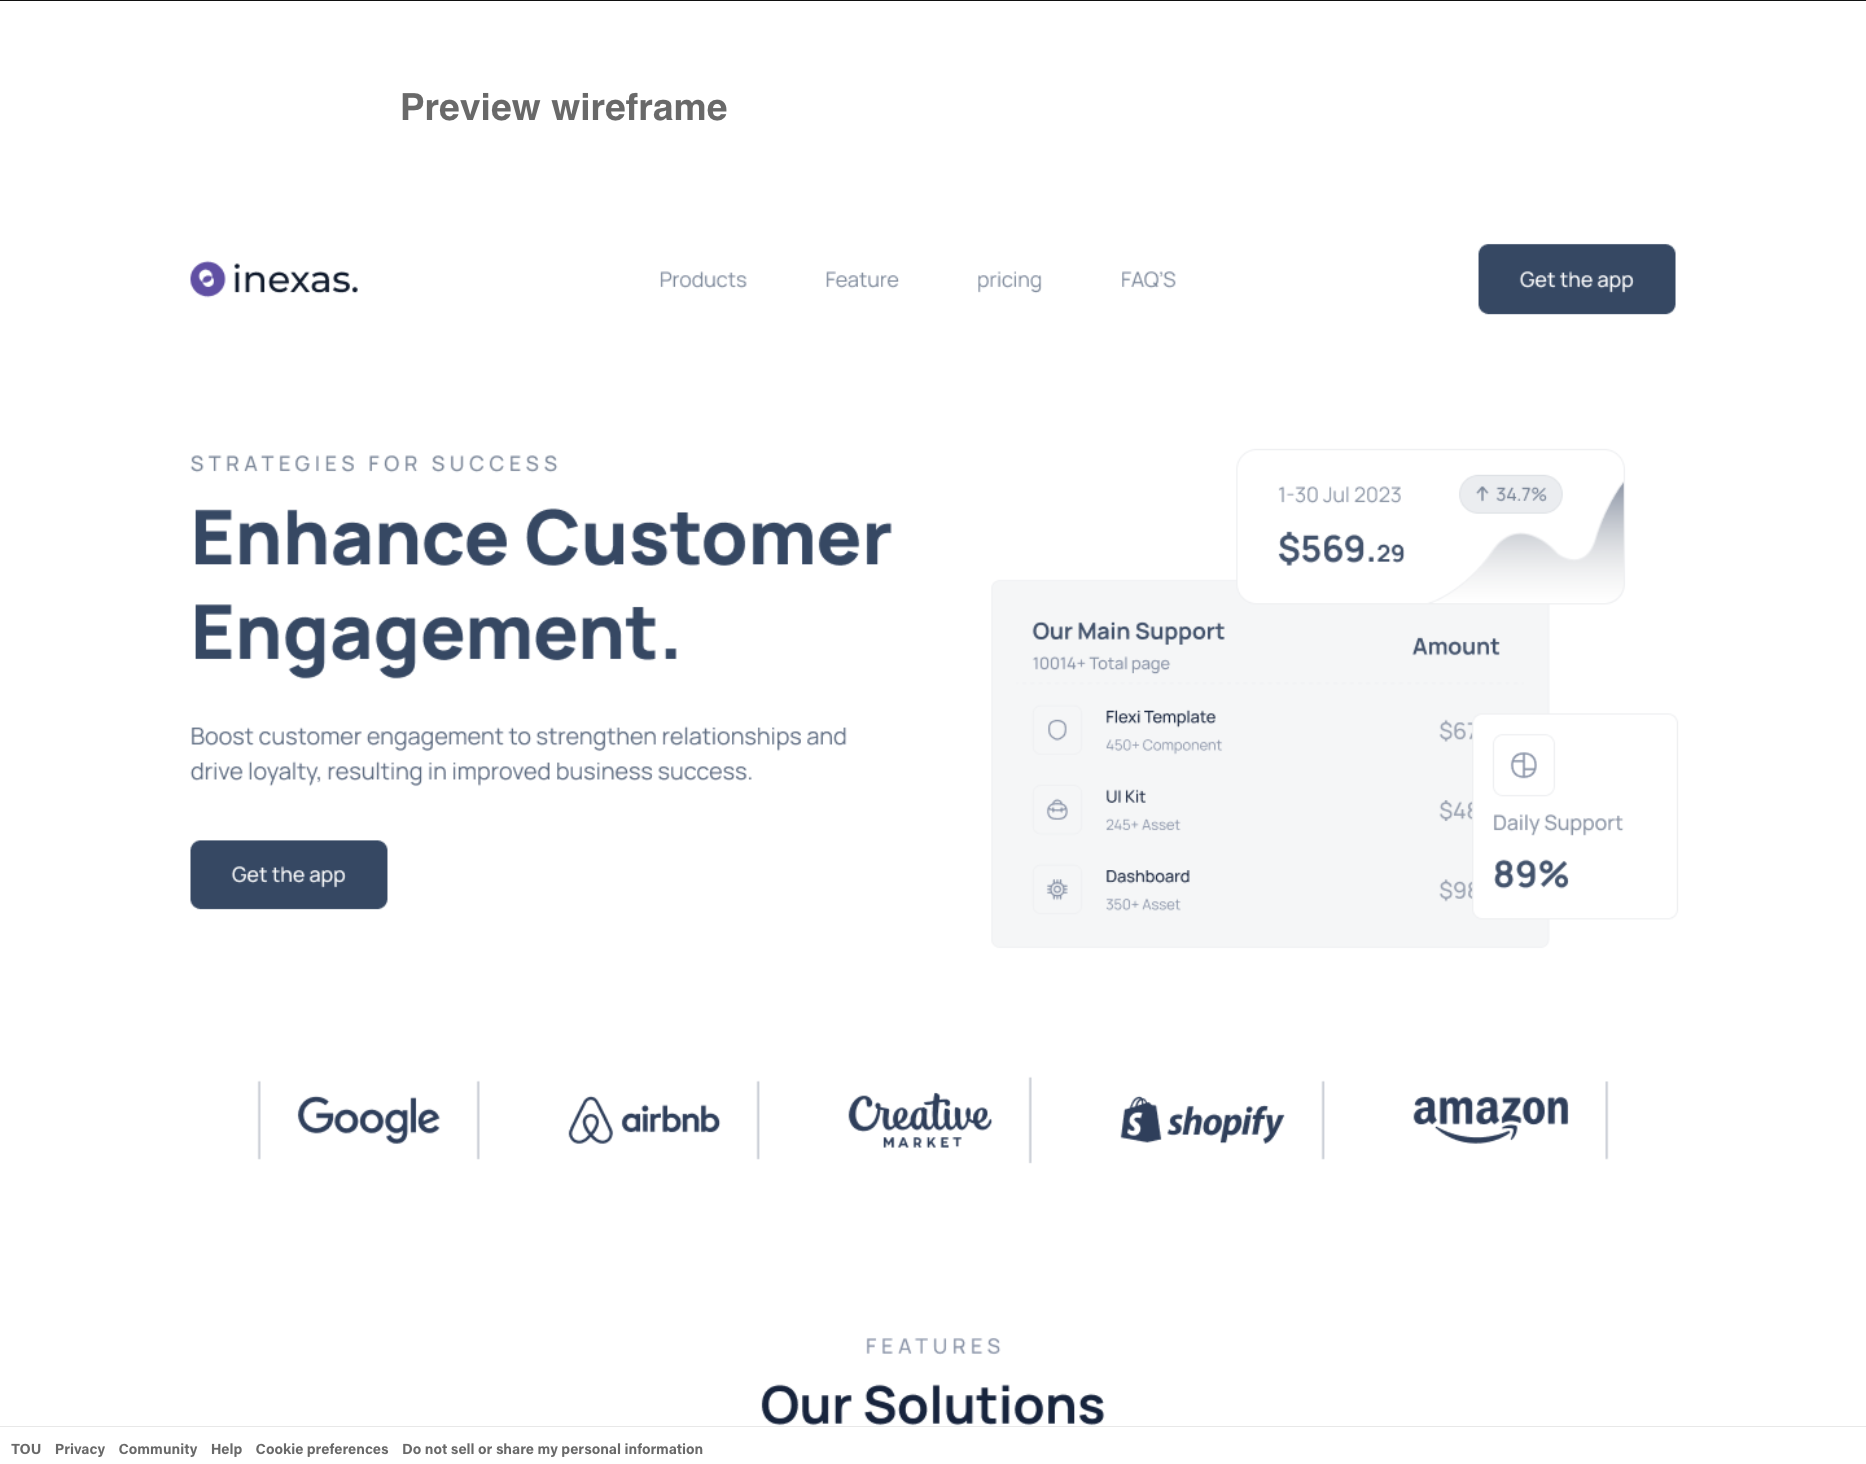 Preview wireframe
inexas.
Products
Feature
pricing
FAQ'S
Get the app
STRATEGIES FOR SUCCESS
Enhance Customer
Engagement.
Boost customer engagement to strengthen relationships and
drive loyalty, resulting in improved business success.
Get the app
1-30 Jul 2023
↑ 34.7%
$569.29
Our Main Support
10014+ Total page
Amount
Flexi Template
450+ Component
UI Kit
245+ Asset
Dashboard
350+ Asset
Daily Support
89%
Google
airbnb
Creative
MARKET
shopify
amazon
FEATURES
Our Solutions
TOU Privacy Community Help Cookie preferences Do not sell or share my personal information